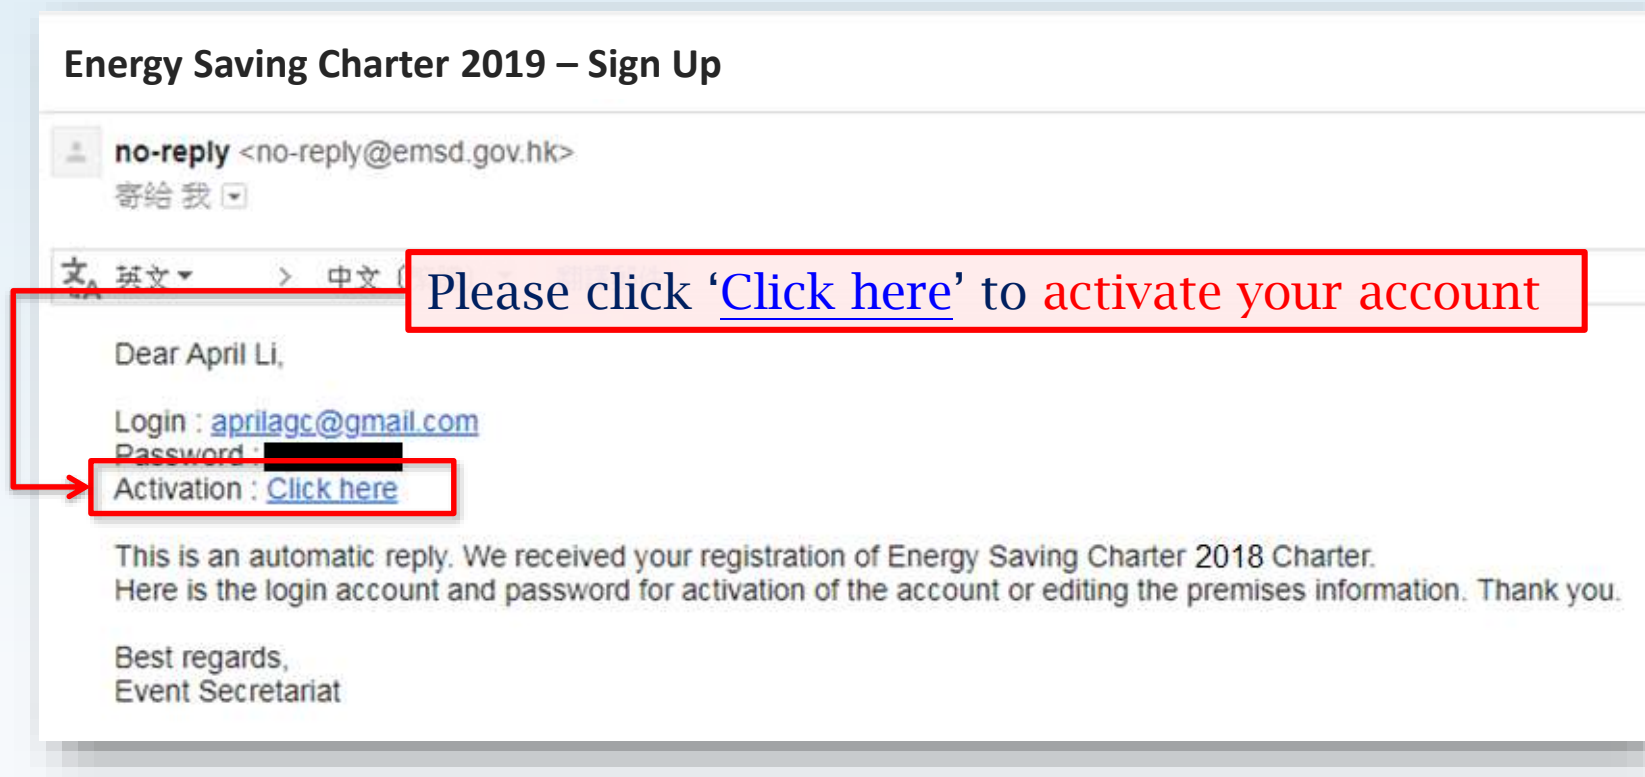 Energy Saving Charter 2019 – Sign Up
no-reply <no-reply@emsd.gov.hk>
寄给 我
英文 > 中文 (
Please click ‘Click here’ to activate your account
Dear April Li,
Login : aprilagc@gmail.com
Password :
Activation : Click here
This is an automatic reply. We received your registration of Energy Saving Charter 2018 Charter.
Here is the login account and password for activation of the account or editing the premises information. Thank you.
Best regards,
Event Secretariat